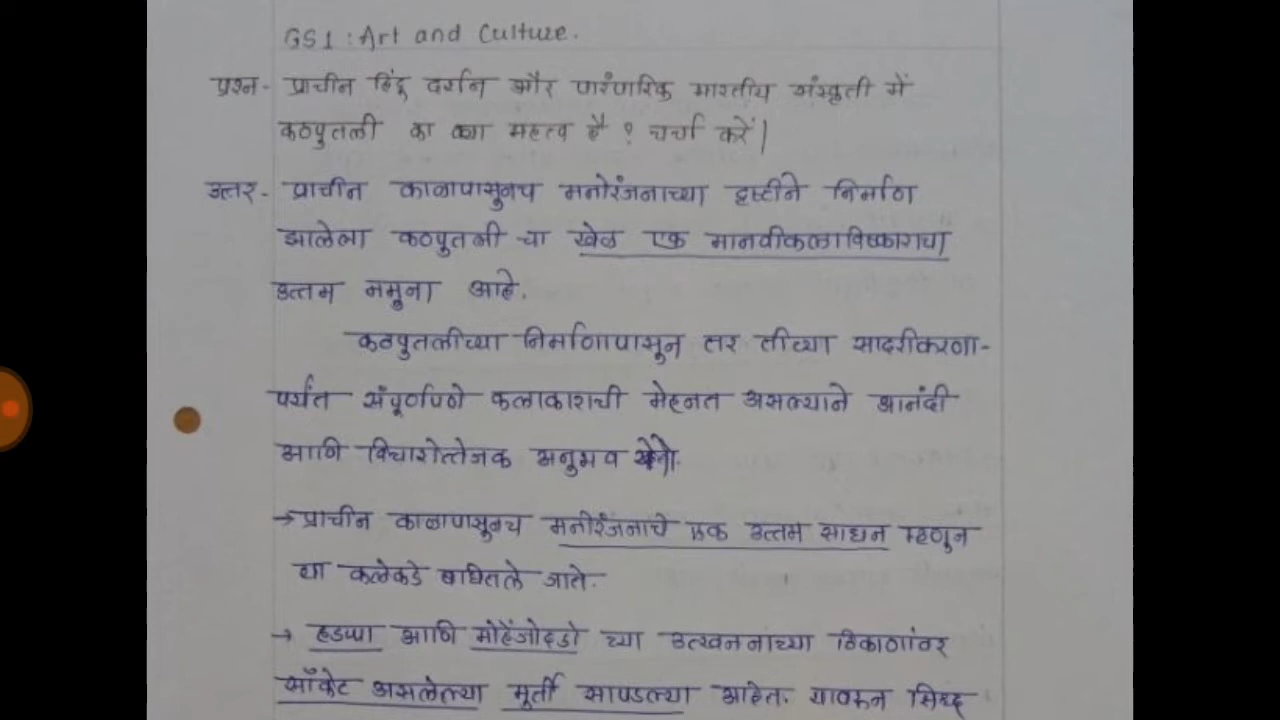 GS1 : Art and Culture.
प्रश्न- प्राचीन हिंदू दर्शन और पारंपारिक भारतीय संस्कृती में
कठपुतली का क्या महत्व है ? चर्चा करें|
उत्तर- प्राचीन काळापासुनच मनोरंजनाच्या दृष्टीने निर्माण
झालेला कठपुतली चा खेळ एक मानवीकलाविष्काराचा
उत्तम नमुना आहे.
कठपुतलीच्या निर्माणापासून तर तीच्या सादरीकरणा-
पर्यंत संपूर्णपणे कलाकाराची मेहनत असल्याने आनंदी
आणि विचारोत्तेजक अनुभव येतो.
→ प्राचीन काळापासुनच मनोरंजनाचे एक उत्तम साधन म्हणुन
या कलेकडे बघितले जाते.
→ हडप्पा आणि मोहेंजोदडो च्या उत्खननांच्या ठिकाणांवर
सॉकेट असलेल्या मूर्ती सापडल्या आहेत. यावरून सिद्ध